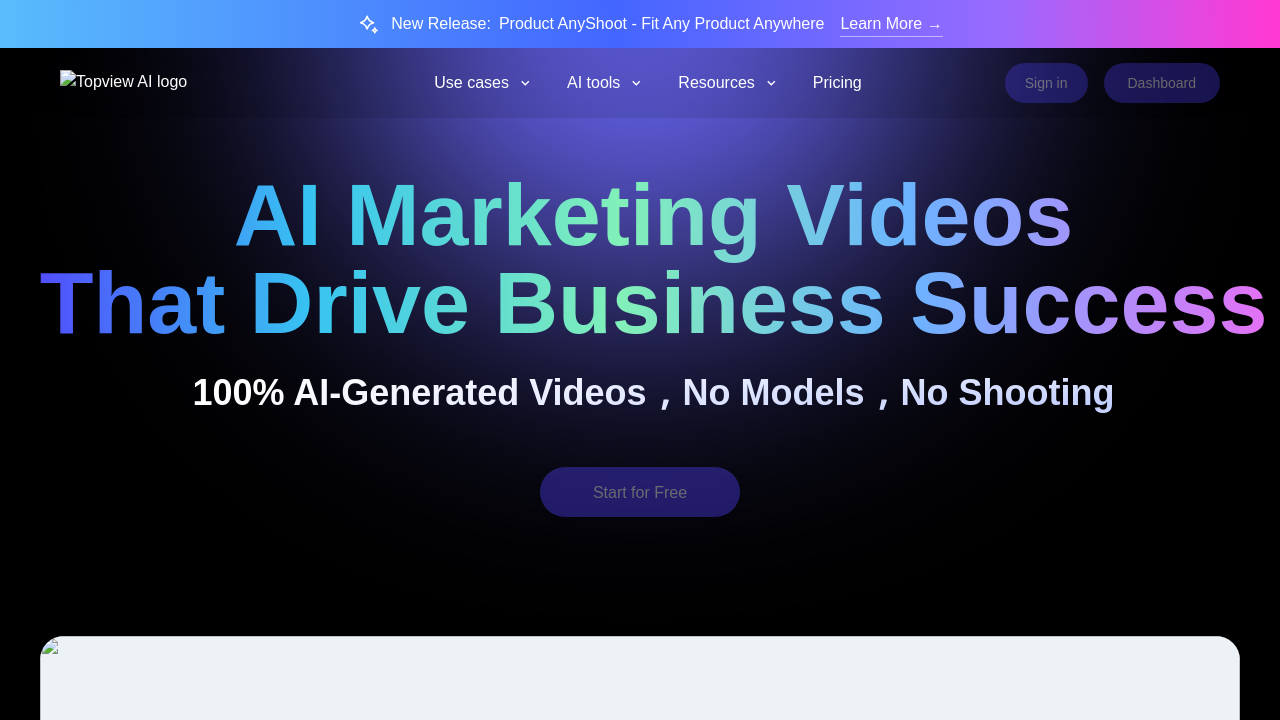 New Release: Product AnyShoot - Fit Any Product Anywhere Learn More →
Topview AI logo Use cases AI tools Resources Pricing Sign in Dashboard
AI Marketing Videos
That Drive Business Success
100% AI-Generated Videos，No Models，No Shooting
Start for Free